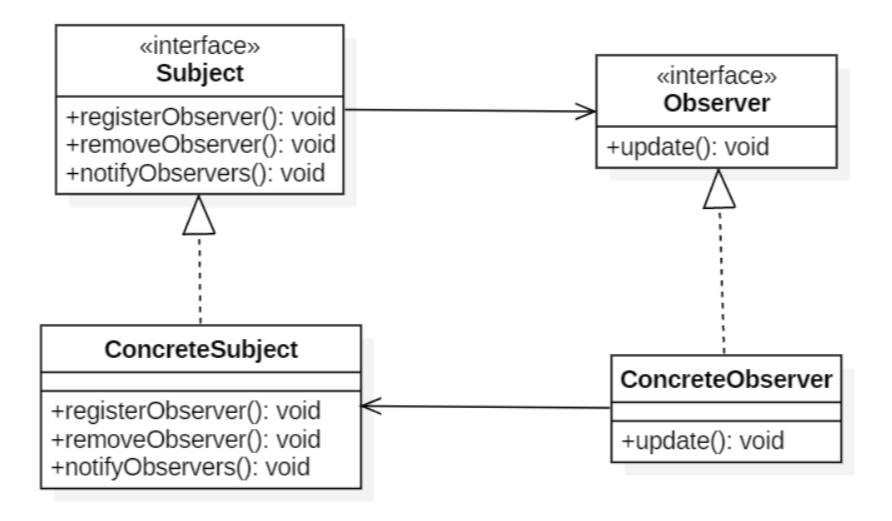 «interface»
Subject
+registerObserver(): void
+removeObserver(): void
+notifyObservers(): void
«interface»
Observer
+update(): void
ConcreteSubject
+registerObserver(): void
+removeObserver(): void
+notifyObservers(): void
ConcreteObserver
+update(): void